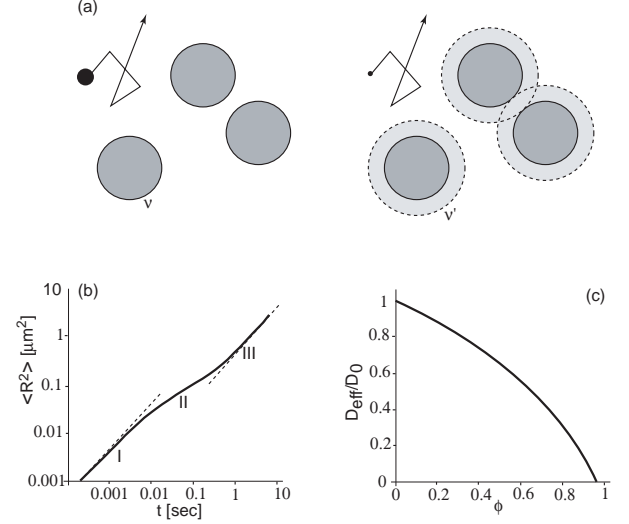 (a)
ν
ν'
(b)
<R²> [μm²]
10
1
0.1
0.01
0.001
I
II
III
0.001 0.01 0.1 1 10
t [sec]
(c)
D_eff/D_0
1
0.8
0.6
0.4
0.2
0
0 0.2 0.4 0.6 0.8 1
ϕ